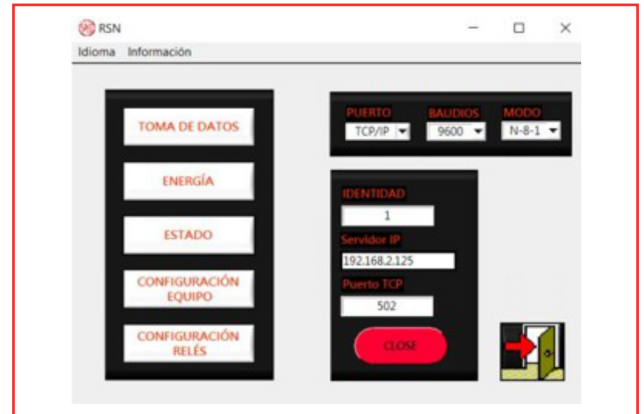 RSN
Idioma Información
TOMA DE DATOS
ENERGÍA
ESTADO
CONFIGURACIÓN
EQUIPO
CONFIGURACIÓN
RELÉS
PUERTO BAUDIOS MODO
TCP/IP 9600 N-8-1
IDENTIDAD
1
Servidor IP
192.168.2.125
Puerto TCP
502
CLOSE